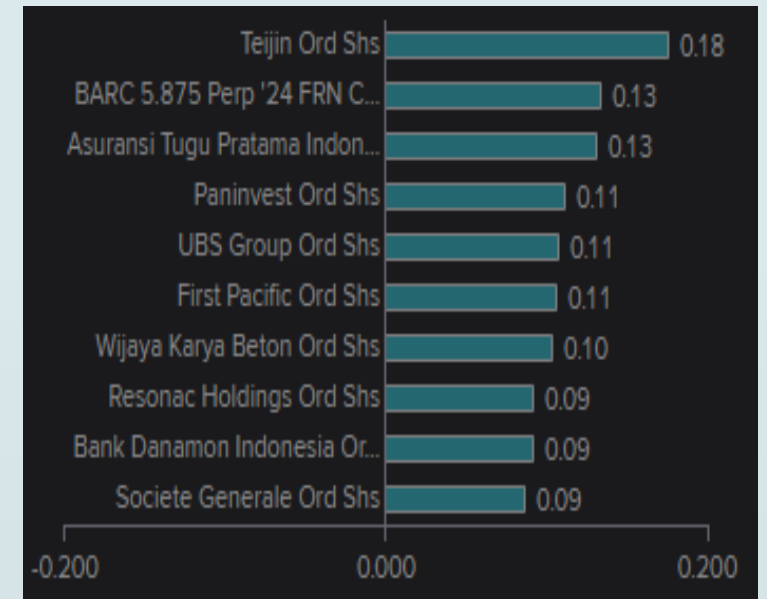 Teijin Ord Shs 0.18
BARC 5.875 Perp '24 FRN C... 0.13
Asuransi Tugu Pratama Indon... 0.13
Paninvest Ord Shs 0.11
UBS Group Ord Shs 0.11
First Pacific Ord Shs 0.11
Wijaya Karya Beton Ord Shs 0.10
Resonac Holdings Ord Shs 0.09
Bank Danamon Indonesia Or... 0.09
Societe Generale Ord Shs 0.09
-0.200 0.000 0.200